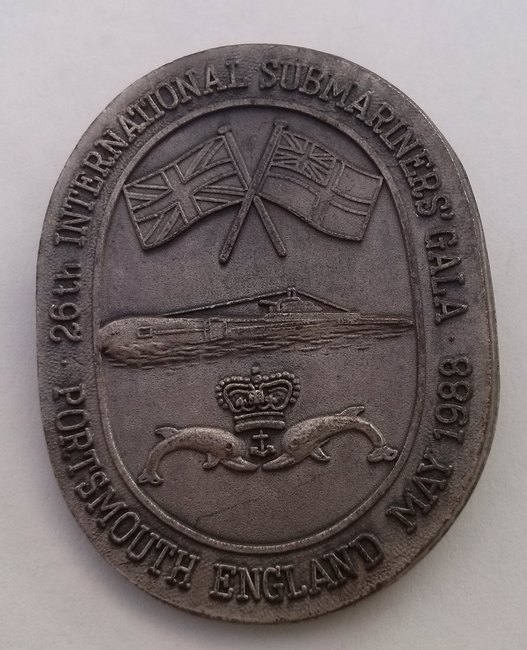 26th INTERNATIONAL SUBMARINERS' GALA
PORTSMOUTH ENGLAND MAY 1988